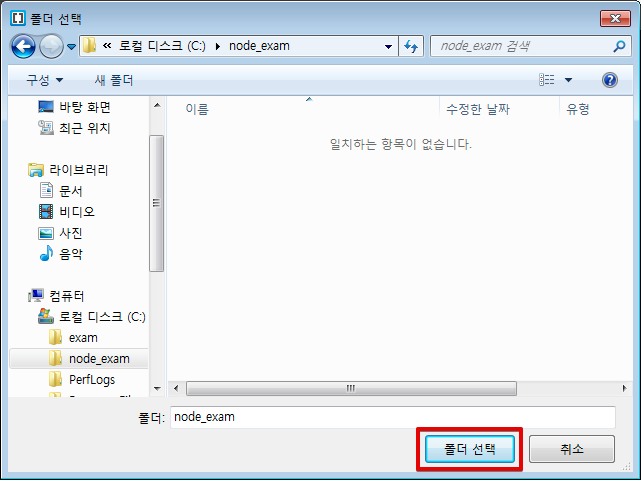 폴더 선택
« 로컬 디스크 (C:) node_exam
node_exam 검색
구성 새 폴더
바탕 화면
최근 위치
라이브러리
문서
비디오
사진
음악
컴퓨터
로컬 디스크 (C:)
exam
node_exam
PerfLogs
이름 수정한 날짜 유형
일치하는 항목이 없습니다.
폴더: node_exam
폴더 선택 취소